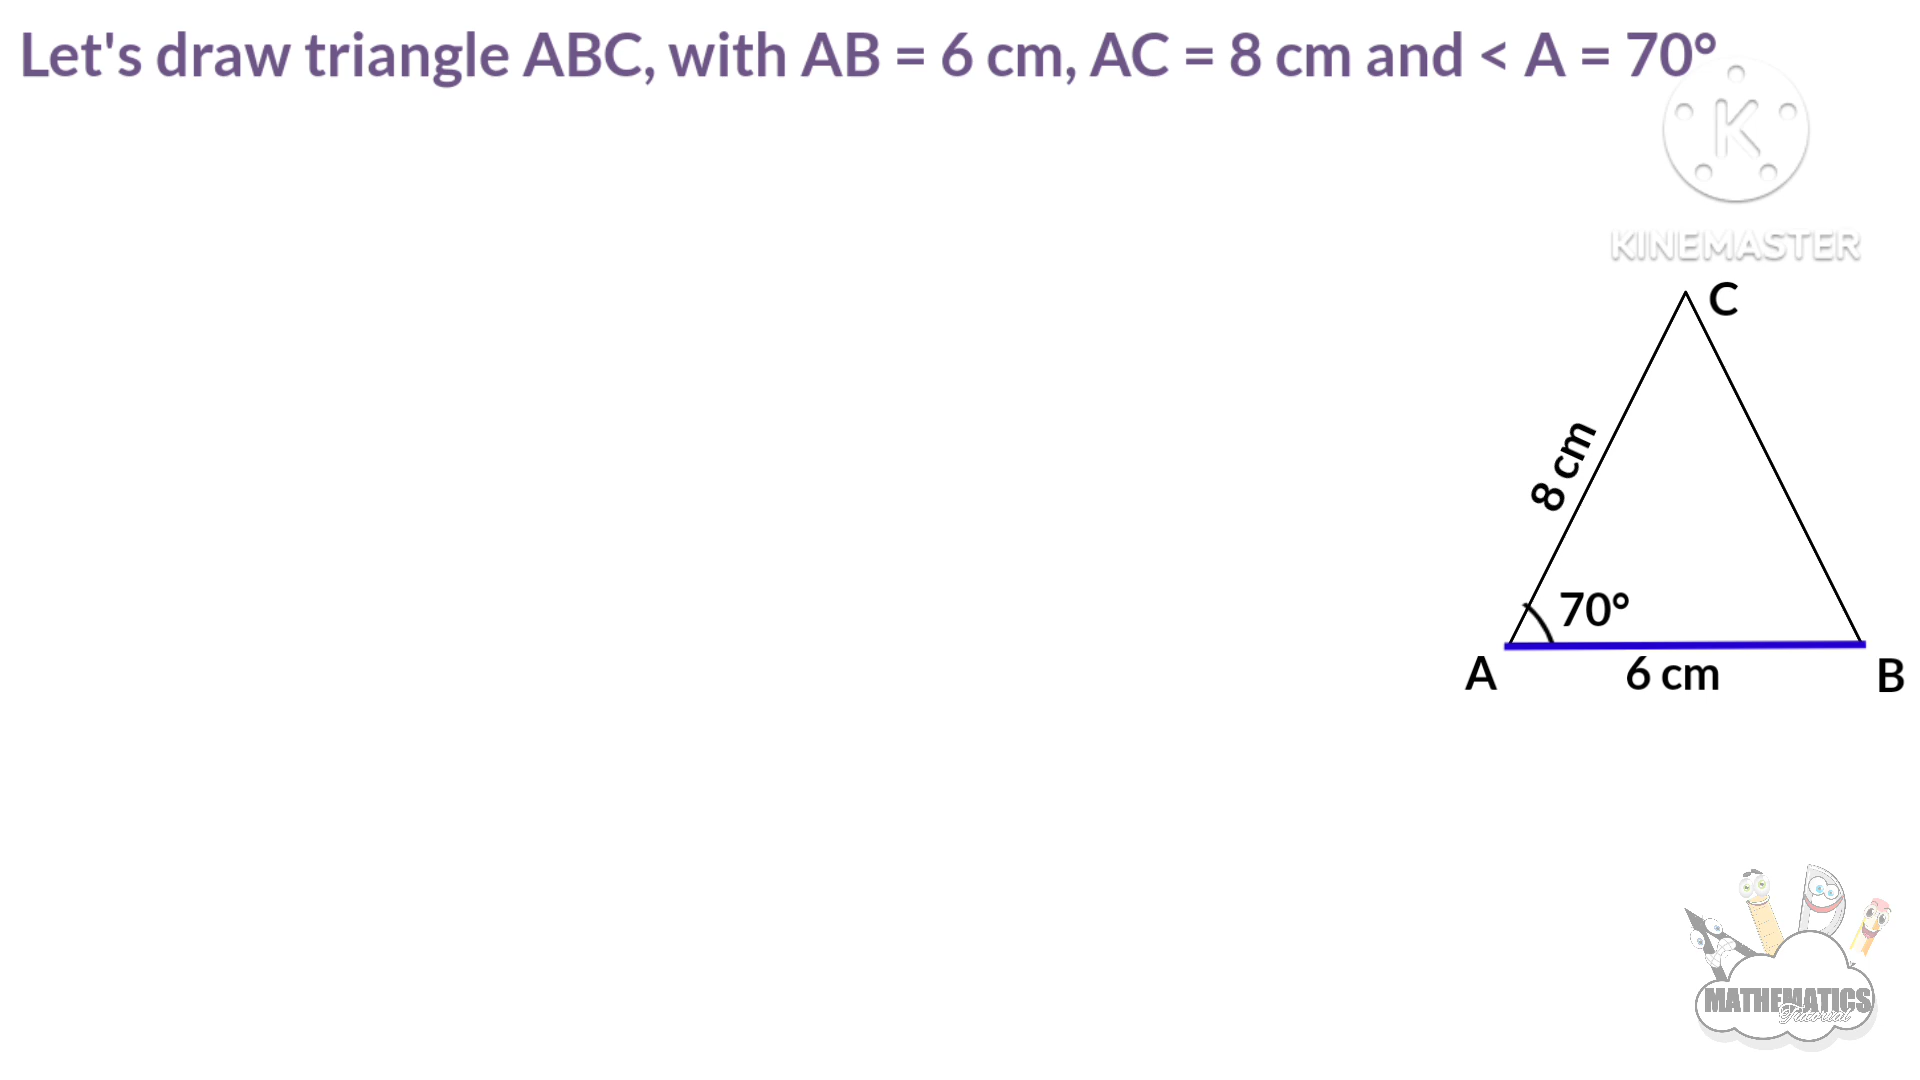 Let's draw triangle ABC, with AB = 6 cm, AC = 8 cm and < A = 70°
K
KINEMASTER
C
8 cm
70°
A
6 cm
B
MATHEMATICS
Tutorial